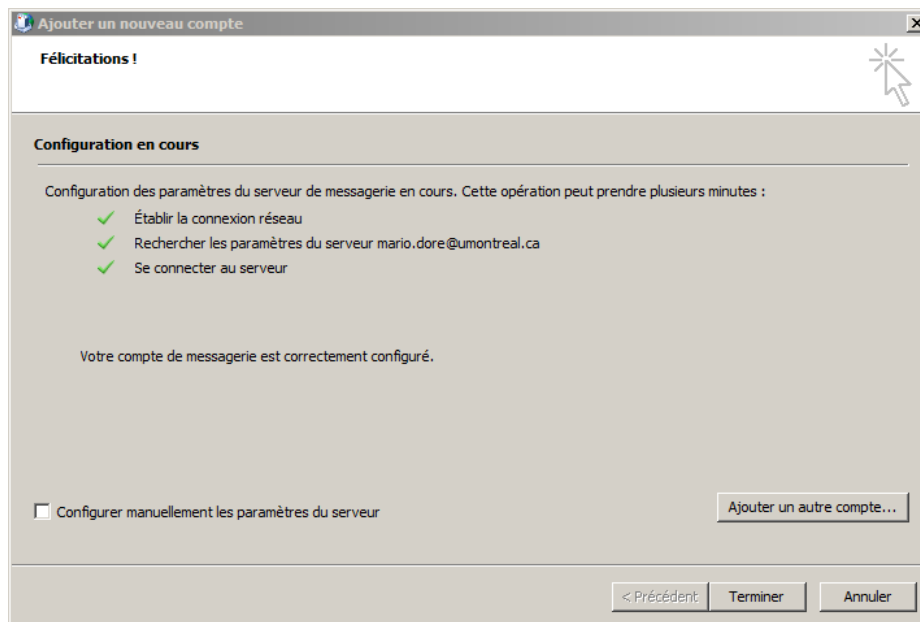 Ajouter un nouveau compte
Félicitations !
Configuration en cours
Configuration des paramètres du serveur de messagerie en cours. Cette opération peut prendre plusieurs minutes :
Établir la connexion réseau
Rechercher les paramètres du serveur mario.dore@umontreal.ca
Se connecter au serveur
Votre compte de messagerie est correctement configuré.
Configurer manuellement les paramètres du serveur
Ajouter un autre compte...
< Précédent
Terminer
Annuler